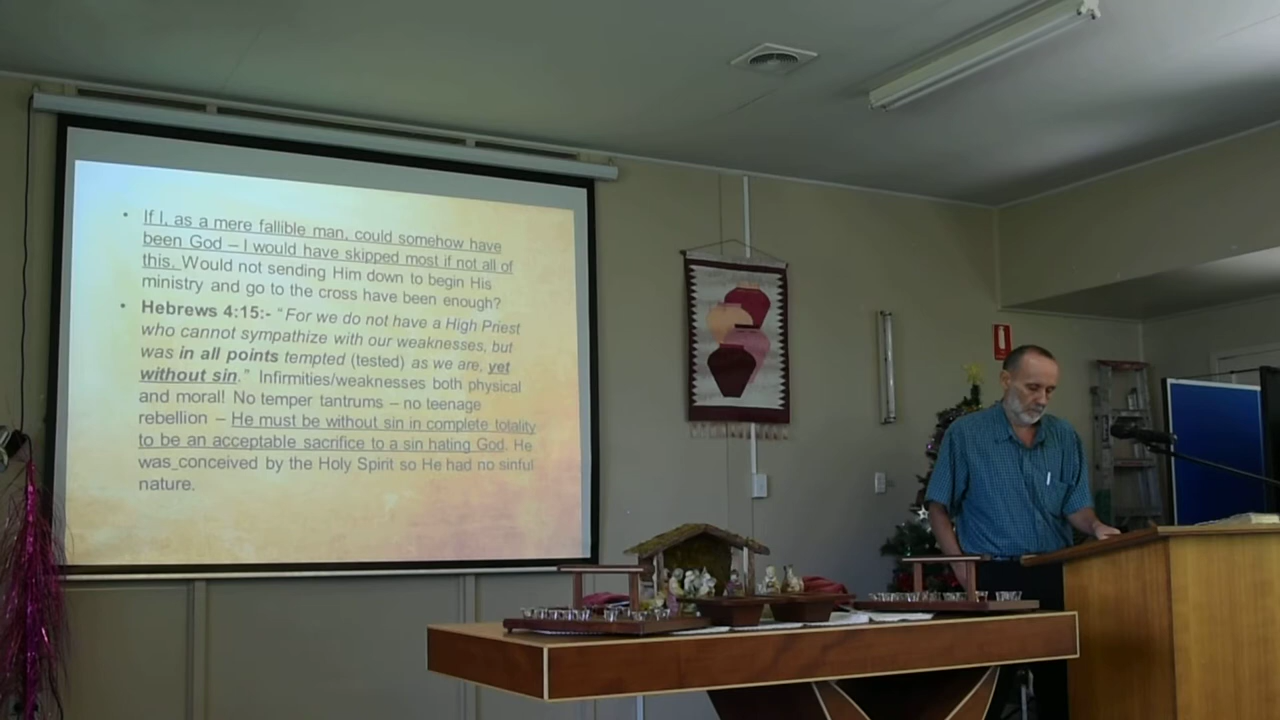 • If I, as a mere fallible man, could somehow have
been God – I would have skipped most if not all of
this. Would not sending Him down to begin His
ministry and go to the cross have been enough?
• Hebrews 4:15:- “For we do not have a High Priest
who cannot sympathize with our weaknesses, but
was in all points tempted (tested) as we are, yet
without sin.” Infirmities/weaknesses both physical
and moral! No temper tantrums – no teenage
rebellion – He must be without sin in complete totality
to be an acceptable sacrifice to a sin hating God. He
was conceived by the Holy Spirit so He had no sinful
nature.